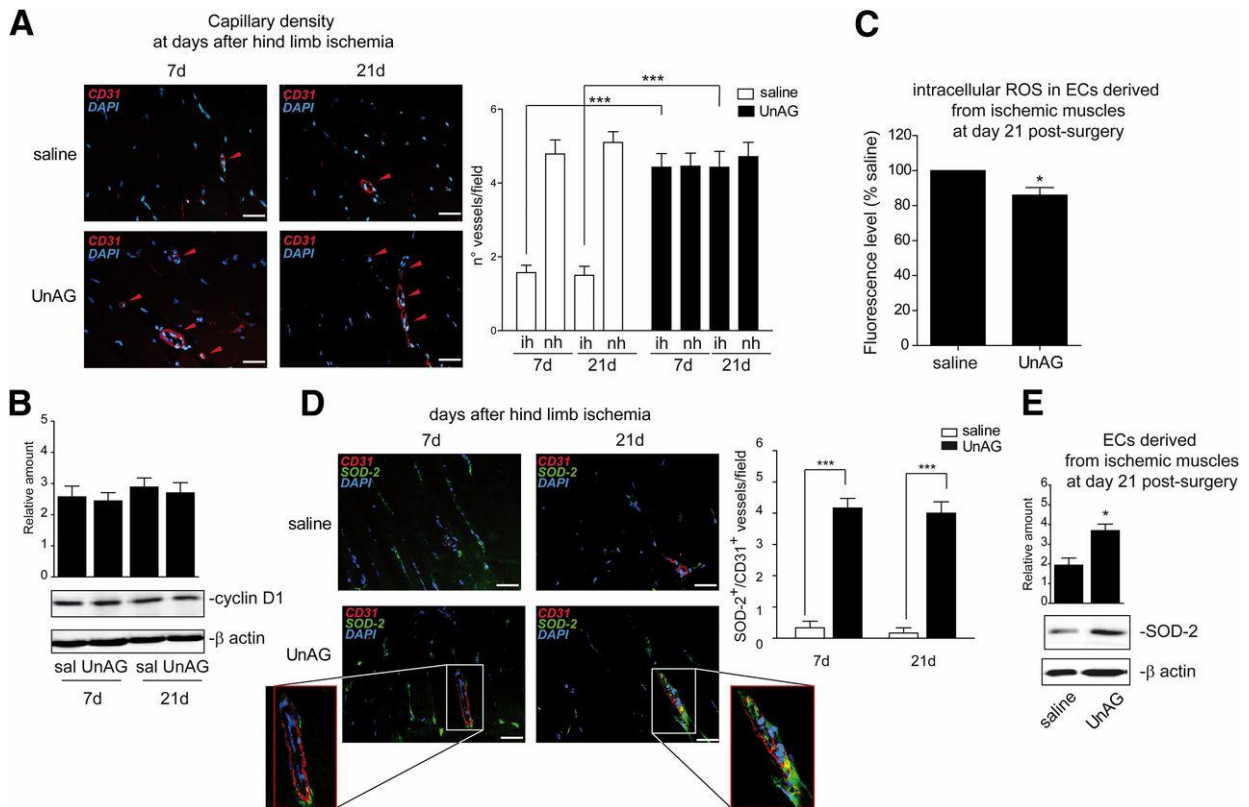 A
Capillary density
at days after hind limb ischemia
7d
21d
CD31
DAPI
CD31
DAPI
saline
CD31
DAPI
CD31
DAPI
UnAG
***
***
saline
UnAG
6
4
2
0
n° vessels/field
ih nh ih nh ih nh ih nh
7d 21d 7d 21d
C
intracellular ROS in ECs derived
from ischemic muscles
at day 21 post-surgery
120
100
80
60
40
20
0
Fluorescence level (% saline)
*
saline UnAG
B
5
4
3
2
1
0
Relative amount
-cyclin D1
-β actin
sal UnAG sal UnAG
7d 21d
D
days after hind limb ischemia
7d
21d
CD31
SOD-2
DAPI
CD31
SOD-2
DAPI
saline
CD31
SOD-2
DAPI
CD31
SOD-2
DAPI
UnAG
saline
UnAG
6
5
4
3
2
1
0
SOD-2+/CD31+ vessels/field
***
***
7d 21d
E
ECs derived
from ischemic muscles
at day 21 post-surgery
6
4
2
0
Relative amount
*
-SOD-2
-β actin
saline UnAG